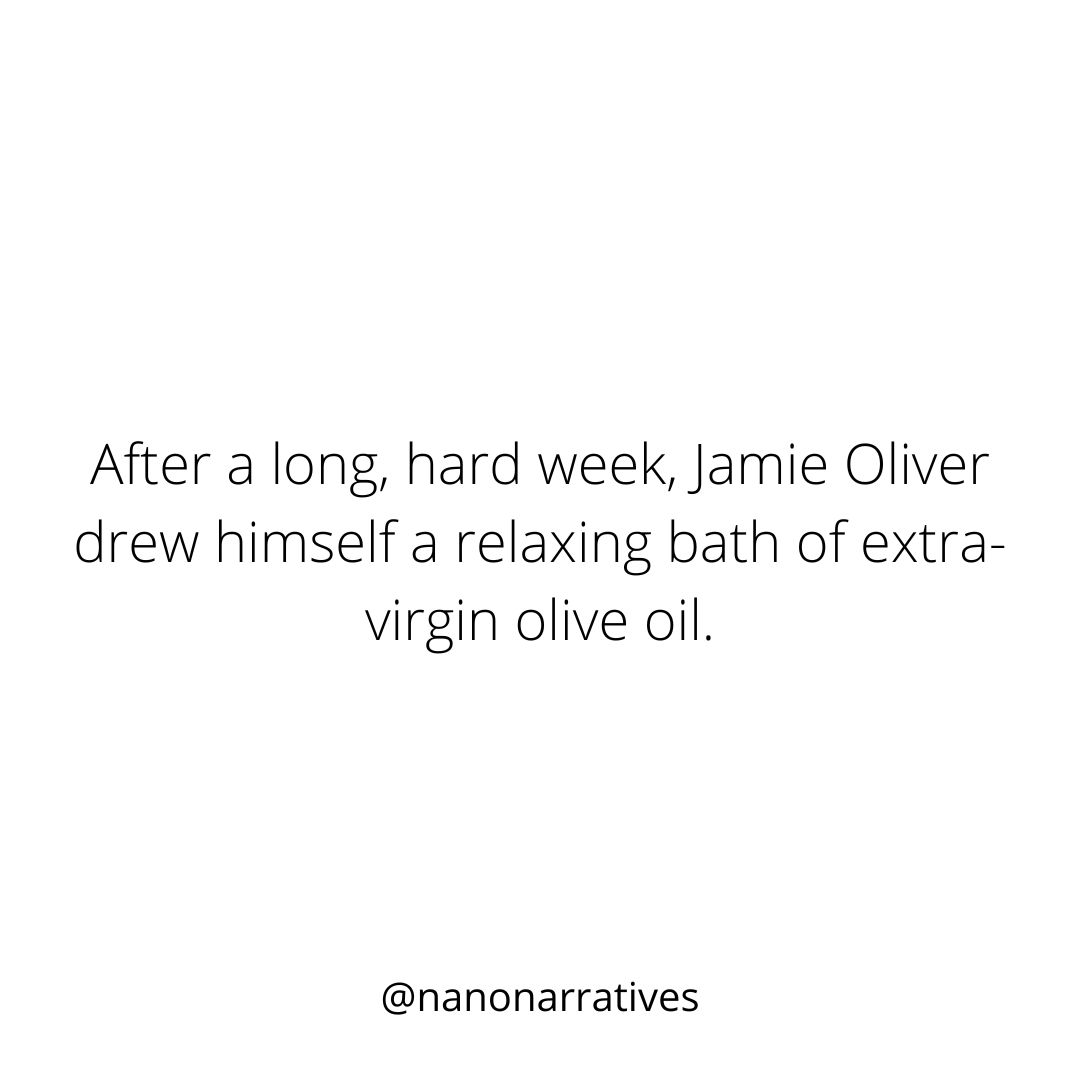 After a long, hard week, Jamie Oliver
drew himself a relaxing bath of extra-
virgin olive oil.
@nanonarratives